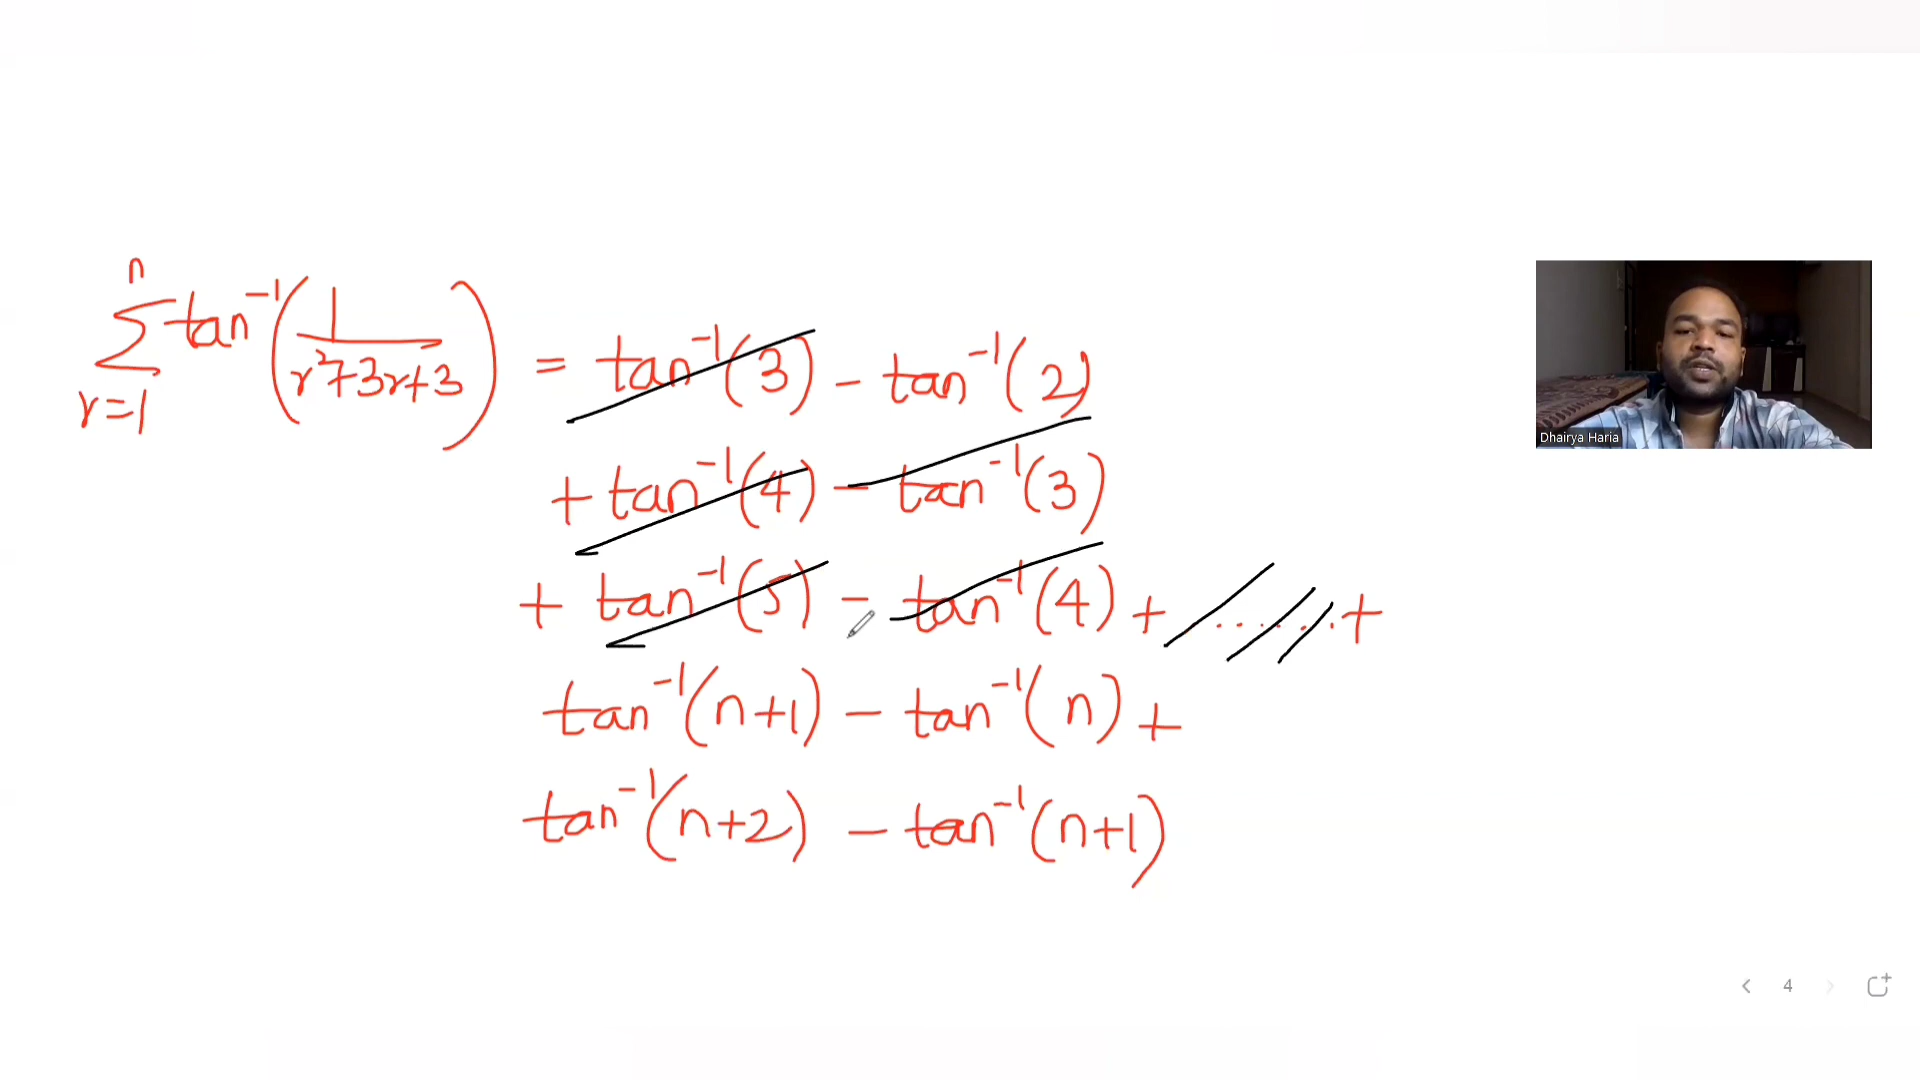 n
∑ tan⁻¹(1/(r²+3r+3)) = tan⁻¹(3) - tan⁻¹(2)
r=1
+ tan⁻¹(4) - tan⁻¹(3)
+ tan⁻¹(5) - tan⁻¹(4) + ...... +
tan⁻¹(n+1) - tan⁻¹(n) +
tan⁻¹(n+2) - tan⁻¹(n+1)
Dhairya Haria
4